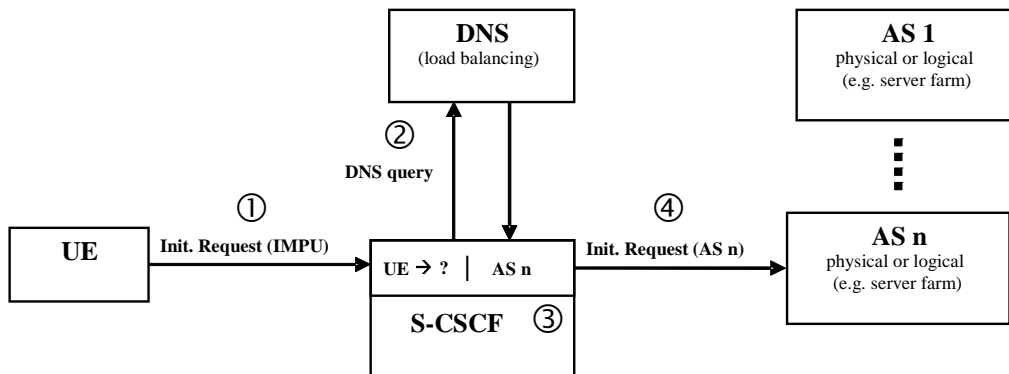 DNS
(load balancing)
AS 1
physical or logical
(e.g. server farm)
②
DNS query
①
Init. Request (IMPU)
④
Init. Request (AS n)
UE
UE → ? | AS n
S-CSCF
③
AS n
physical or logical
(e.g. server farm)